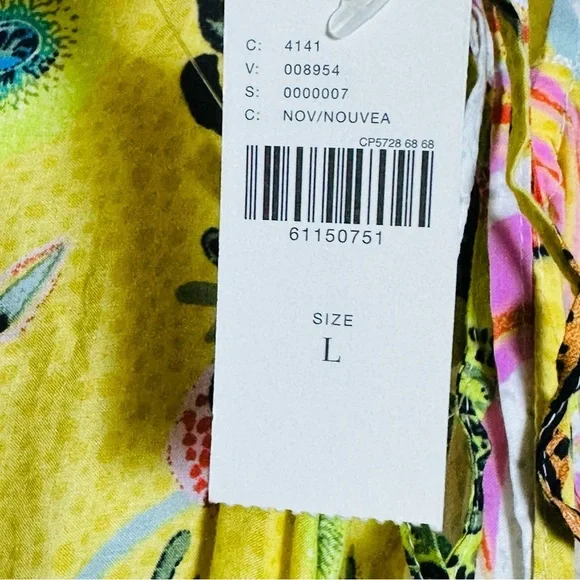 C: 4141
V: 008954
S: 0000007
C: NOV/NOUVEA
CP5728 68 68
61150751
SIZE
L